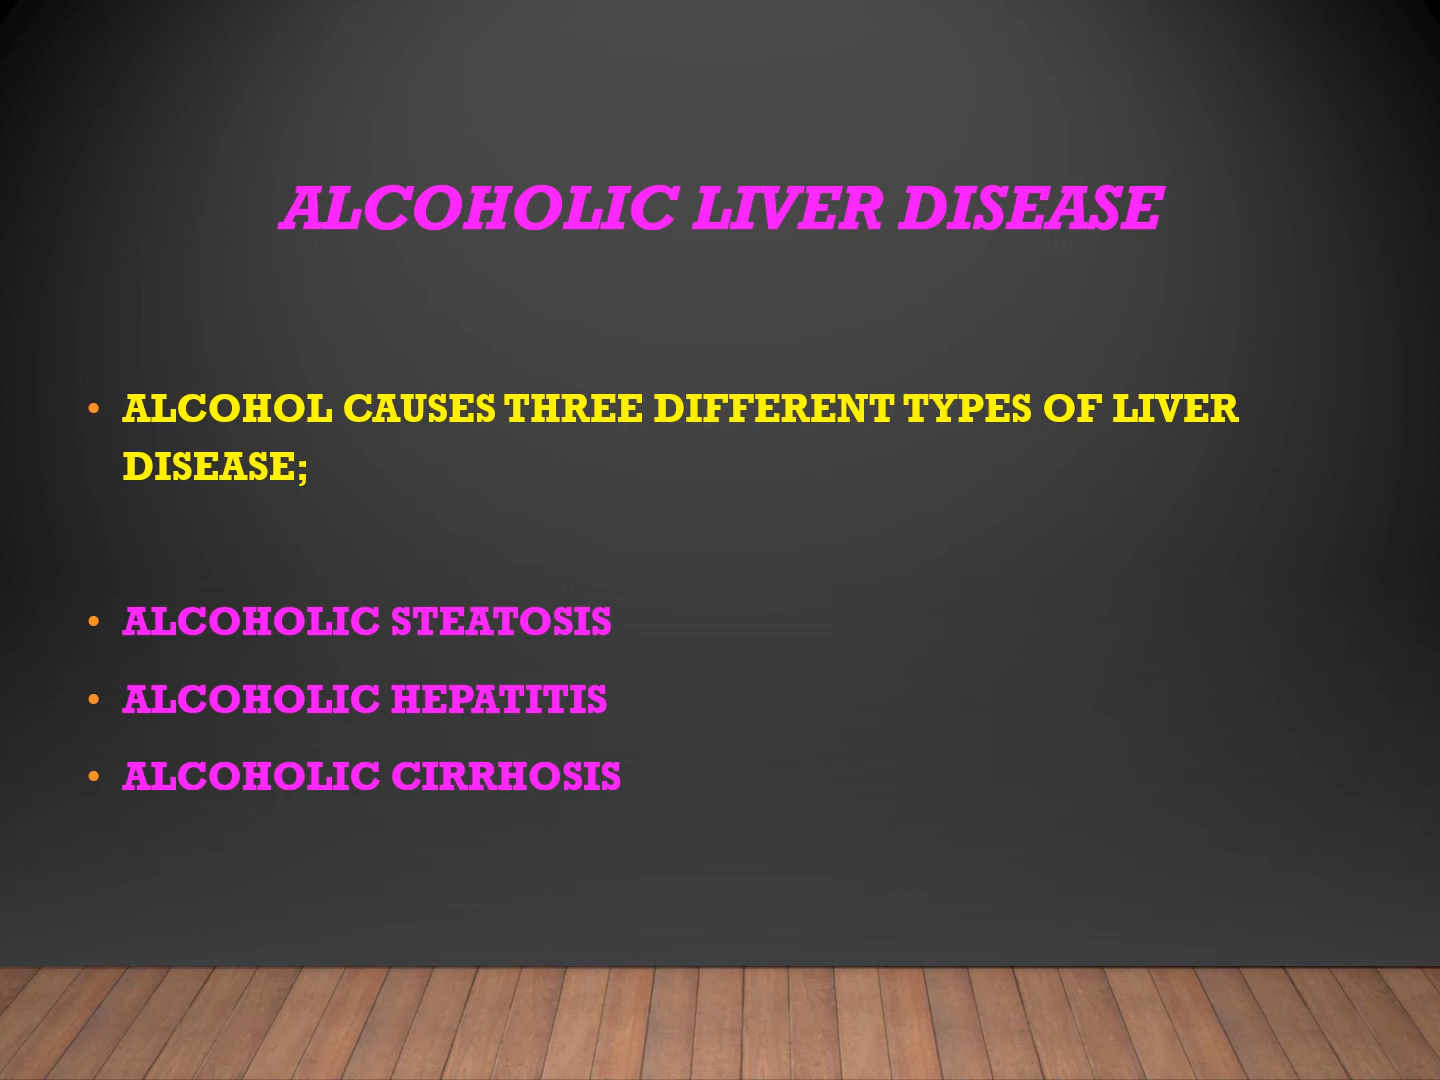 ALCOHOLIC LIVER DISEASE
• ALCOHOL CAUSES THREE DIFFERENT TYPES OF LIVER
DISEASE;
• ALCOHOLIC STEATOSIS
• ALCOHOLIC HEPATITIS
• ALCOHOLIC CIRRHOSIS